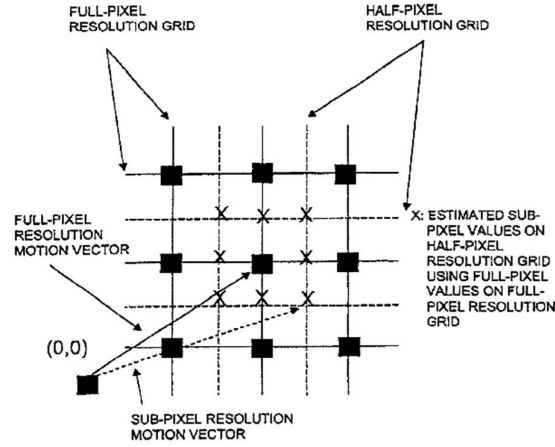 FULL-PIXEL
RESOLUTION GRID
HALF-PIXEL
RESOLUTION GRID
FULL-PIXEL
RESOLUTION
MOTION VECTOR
X: ESTIMATED SUB-
PIXEL VALUES ON
HALF-PIXEL
RESOLUTION GRID
USING FULL-PIXEL
VALUES ON FULL-
PIXEL RESOLUTION
GRID
X X X
X X
X X X
(0,0)
SUB-PIXEL RESOLUTION
MOTION VECTOR